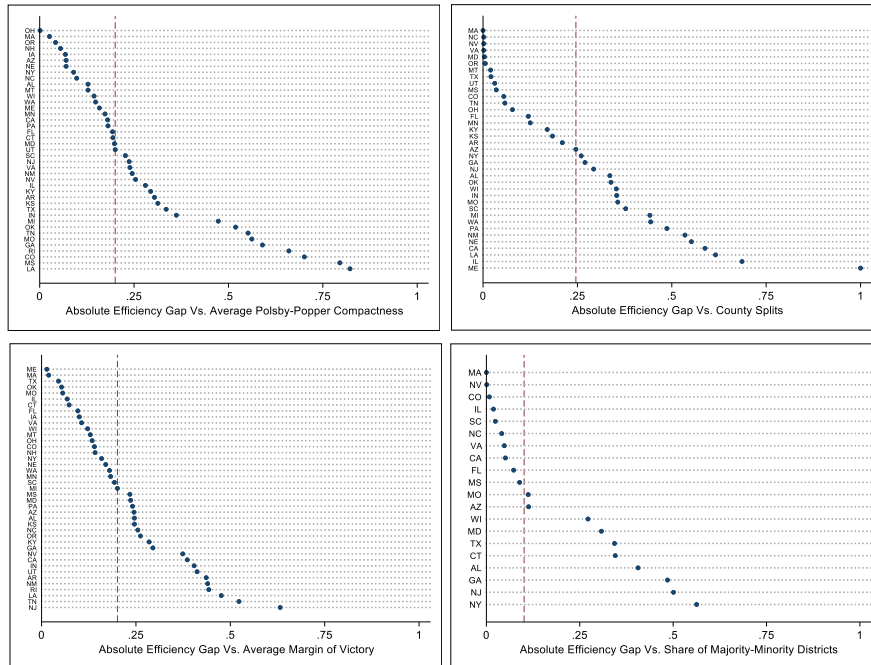 OH
MA
OR
NH
IA
AZ
NE
NY
NC
AL
MT
WI
WA
ME
MN
CA
PA
FL
CT
MD
UT
SC
NJ
VA
NM
NV
IL
KY
AR
KS
TX
IN
MI
OK
TN
MO
GA
RI
CO
MS
LA
0 .25 .5 .75 1
Absolute Efficiency Gap Vs. Average Polsby-Popper Compactness
MA
NC
NV
VA
MD
OR
MT
TX
UT
MS
CO
TN
OH
FL
MN
KY
KS
AR
AZ
NY
GA
NJ
AL
OK
WI
IN
MO
SC
MI
WA
PA
NM
NE
CA
LA
IL
ME
0 .25 .5 .75 1
Absolute Efficiency Gap Vs. County Splits
ME
MA
TX
OK
MO
IL
CT
FL
IA
VA
WI
MT
OH
CO
NH
NY
NE
WA
MN
SC
MI
MS
MD
PA
AZ
AL
KS
NC
OR
KY
GA
NV
CA
IN
UT
AR
NM
RI
LA
TN
NJ
0 .25 .5 .75 1
Absolute Efficiency Gap Vs. Average Margin of Victory
MA
NV
CO
IL
SC
NC
VA
CA
FL
MS
MO
AZ
WI
MD
TX
CT
AL
GA
NJ
NY
0 .25 .5 .75 1
Absolute Efficiency Gap Vs. Share of Majority-Minority Districts